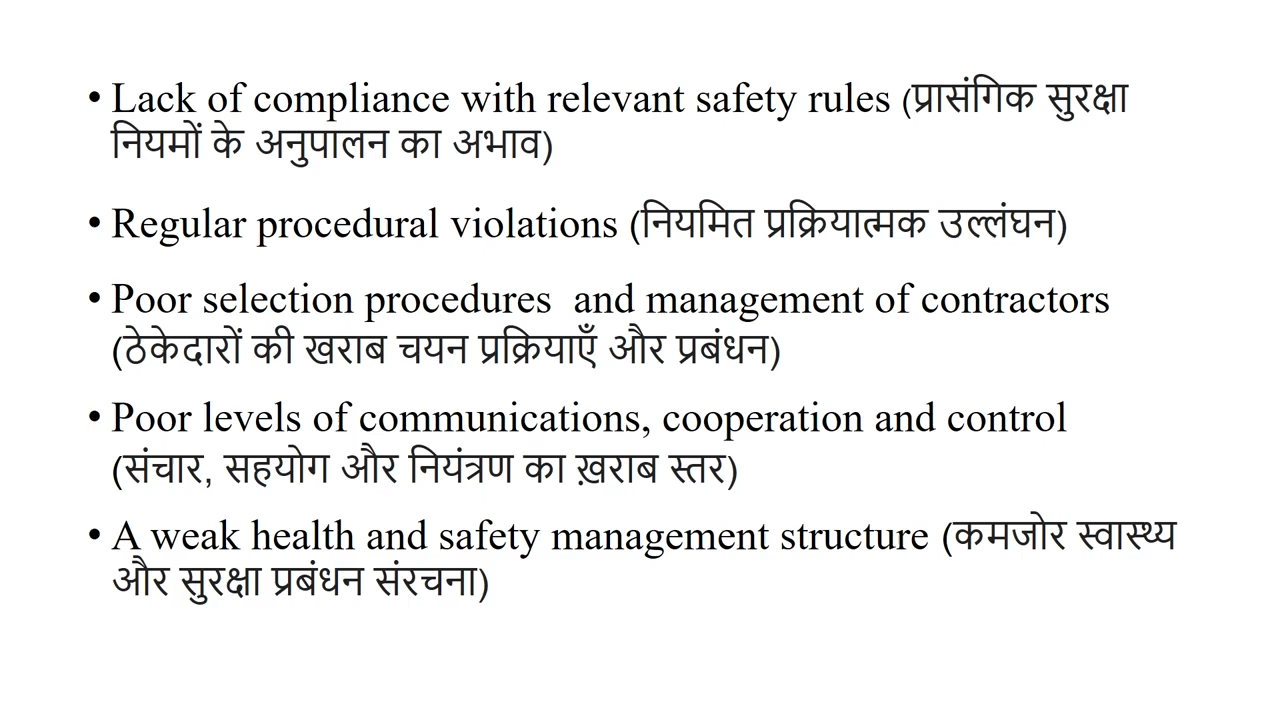 • Lack of compliance with relevant safety rules (प्रासंगिक सुरक्षा
नियमों के अनुपालन का अभाव)
• Regular procedural violations (नियमित प्रक्रियात्मक उल्लंघन)
• Poor selection procedures  and management of contractors
(ठेकेदारों की खराब चयन प्रक्रियाएँ और प्रबंधन)
• Poor levels of communications, cooperation and control
(संचार, सहयोग और नियंत्रण का ख़राब स्तर)
• A weak health and safety management structure (कमजोर स्वास्थ्य
और सुरक्षा प्रबंधन संरचना)